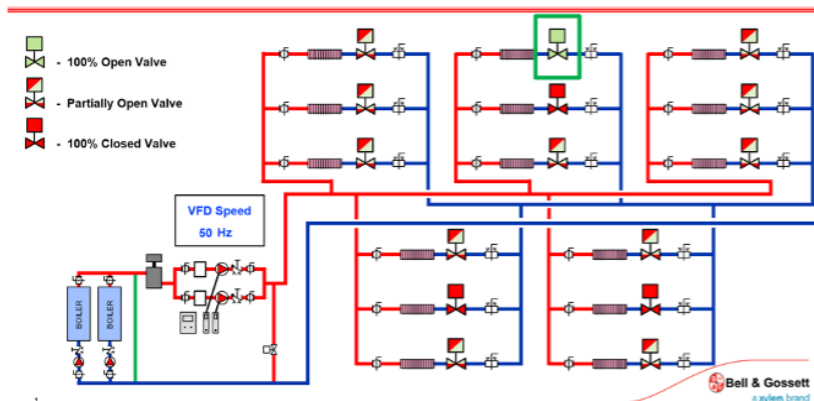 - 100% Open Valve
- Partially Open Valve
- 100% Closed Valve
VFD Speed
50 Hz
BOILER
BOILER
Bell & Gossett
a xylem brand